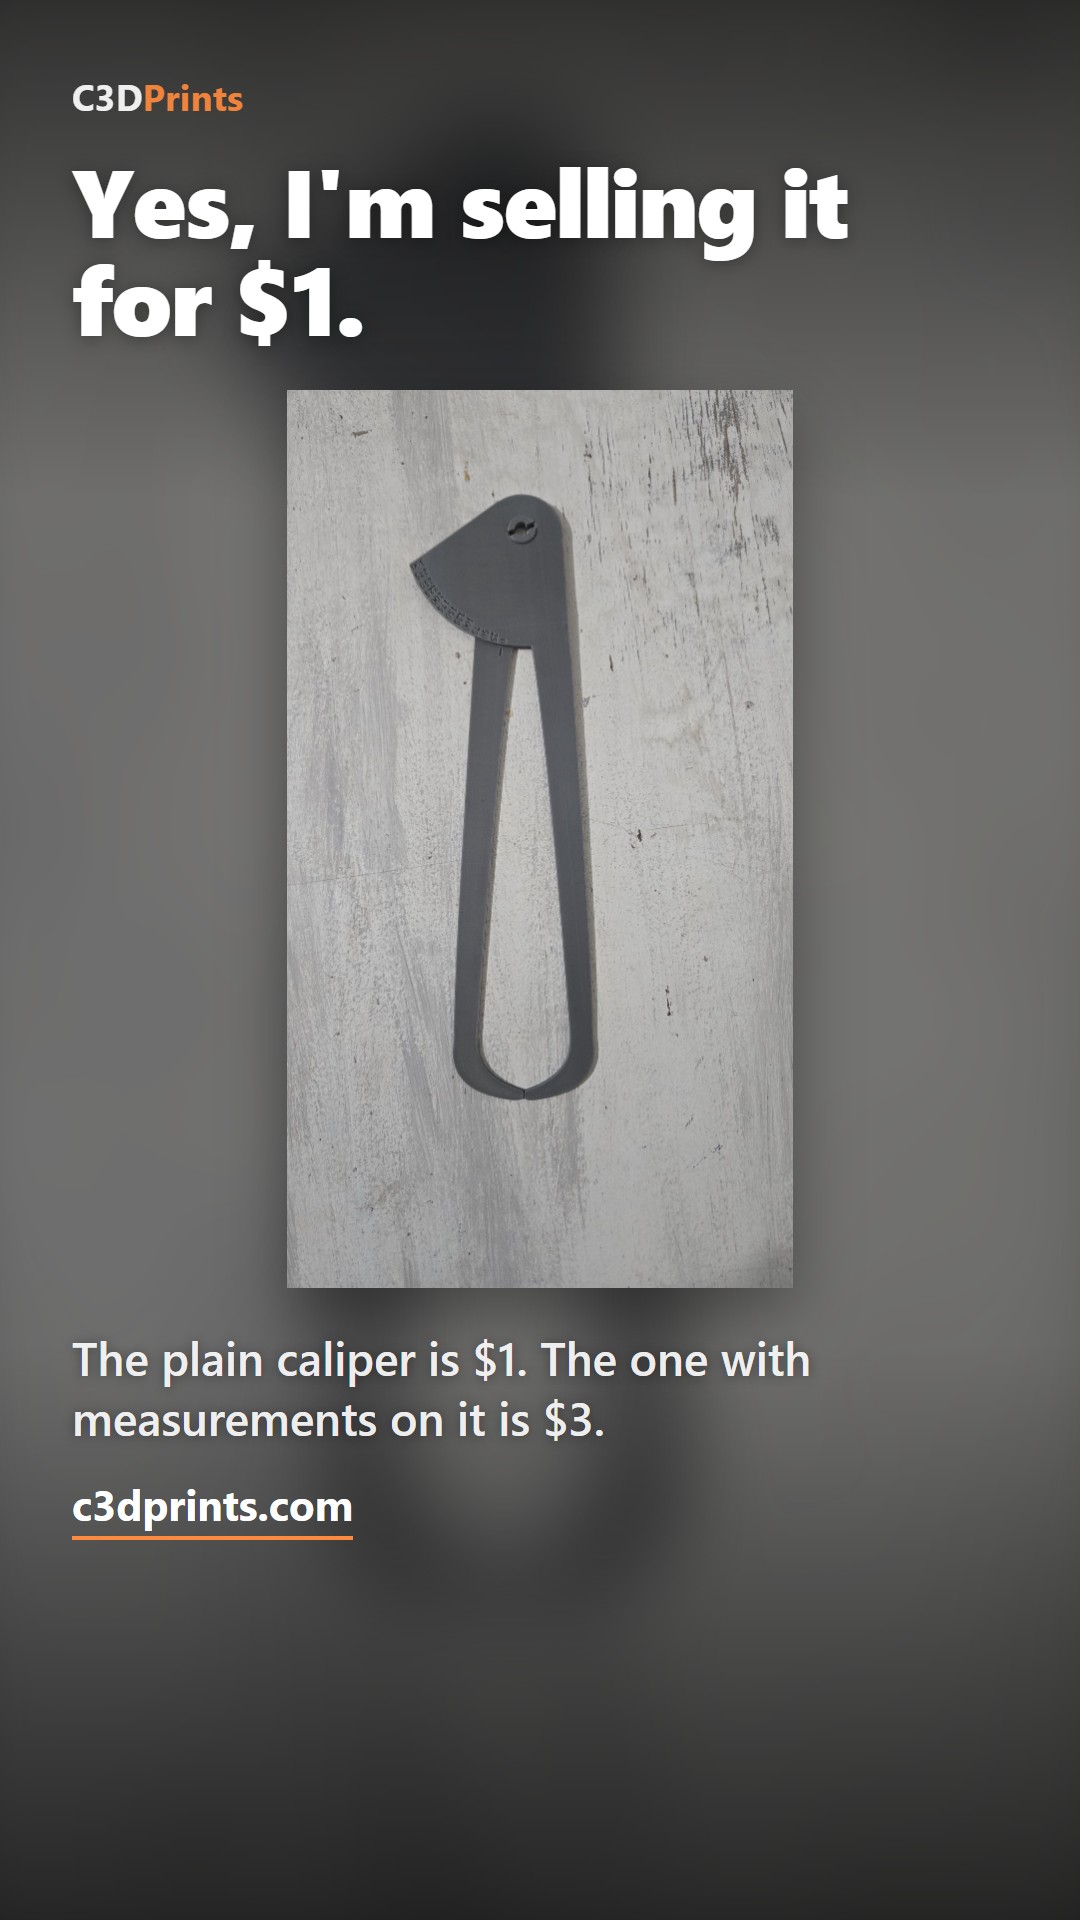 C3DPrints
Yes, I'm selling it
for $1.
The plain caliper is $1. The one with
measurements on it is $3.
c3dprints.com